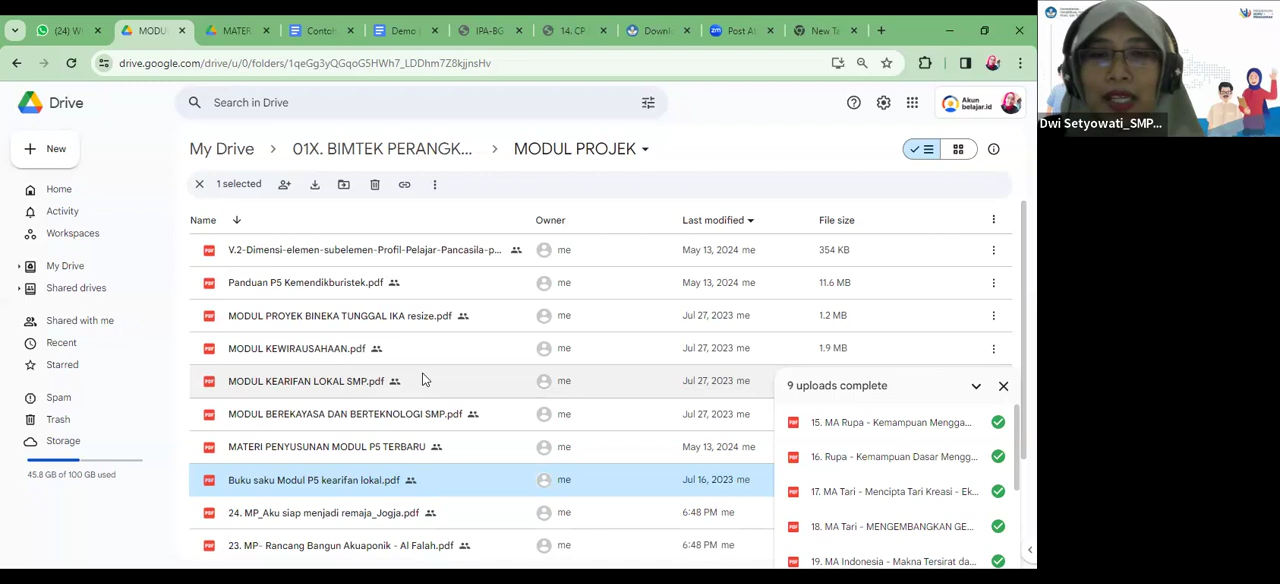 (24) W
MODU
MATER
Contoh
Demo
IPA-BG
14. CP
Downl
Post At
New Ta
drive.google.com/drive/u/0/folders/1qeGg3yQGqoG5HWh7_LDDhm7Z8kjjnsHv
Drive
Search in Drive
Akun
belajar.id
New
My Drive
01X. BIMTEK PERANGK...
MODUL PROJEK
1 selected
Name
Owner
Last modified
File size
Home
Activity
Workspaces
My Drive
Shared drives
Shared with me
Recent
Starred
Spam
Trash
Storage
45.8 GB of 100 GB used
V.2-Dimensi-elemen-subelemen-Profil-Pelajar-Pancasila-p... me May 13, 2024 me 354 KB
Panduan P5 Kemendikburistek.pdf me May 13, 2024 me 11.6 MB
MODUL PROYEK BINEKA TUNGGAL IKA resize.pdf me Jul 27, 2023 me 1.2 MB
MODUL KEWIRAUSAHAAN.pdf me Jul 27, 2023 me 1.9 MB
MODUL KEARIFAN LOKAL SMP.pdf me Jul 27, 2023 me
MODUL BEREKAYASA DAN BERTEKNOLOGI SMP.pdf me Jul 27, 2023 me
MATERI PENYUSUNAN MODUL P5 TERBARU me May 13, 2024 me
Buku saku Modul P5 kearifan lokal.pdf me Jul 16, 2023 me
24. MP_Aku siap menjadi remaja_Jogja.pdf me 6:48 PM me
23. MP- Rancang Bangun Akuaponik - Al Falah.pdf me 6:48 PM me
9 uploads complete
15. MA Rupa - Kemampuan Mengga...
16. Rupa - Kemampuan Dasar Mengg...
17. MA Tari - Mencipta Tari Kreasi - Ek...
18. MA Tari - MENGEMBANGKAN GE...
19. MA Indonesia - Makna Tersirat da...
Dwi Setyowati_SMP...